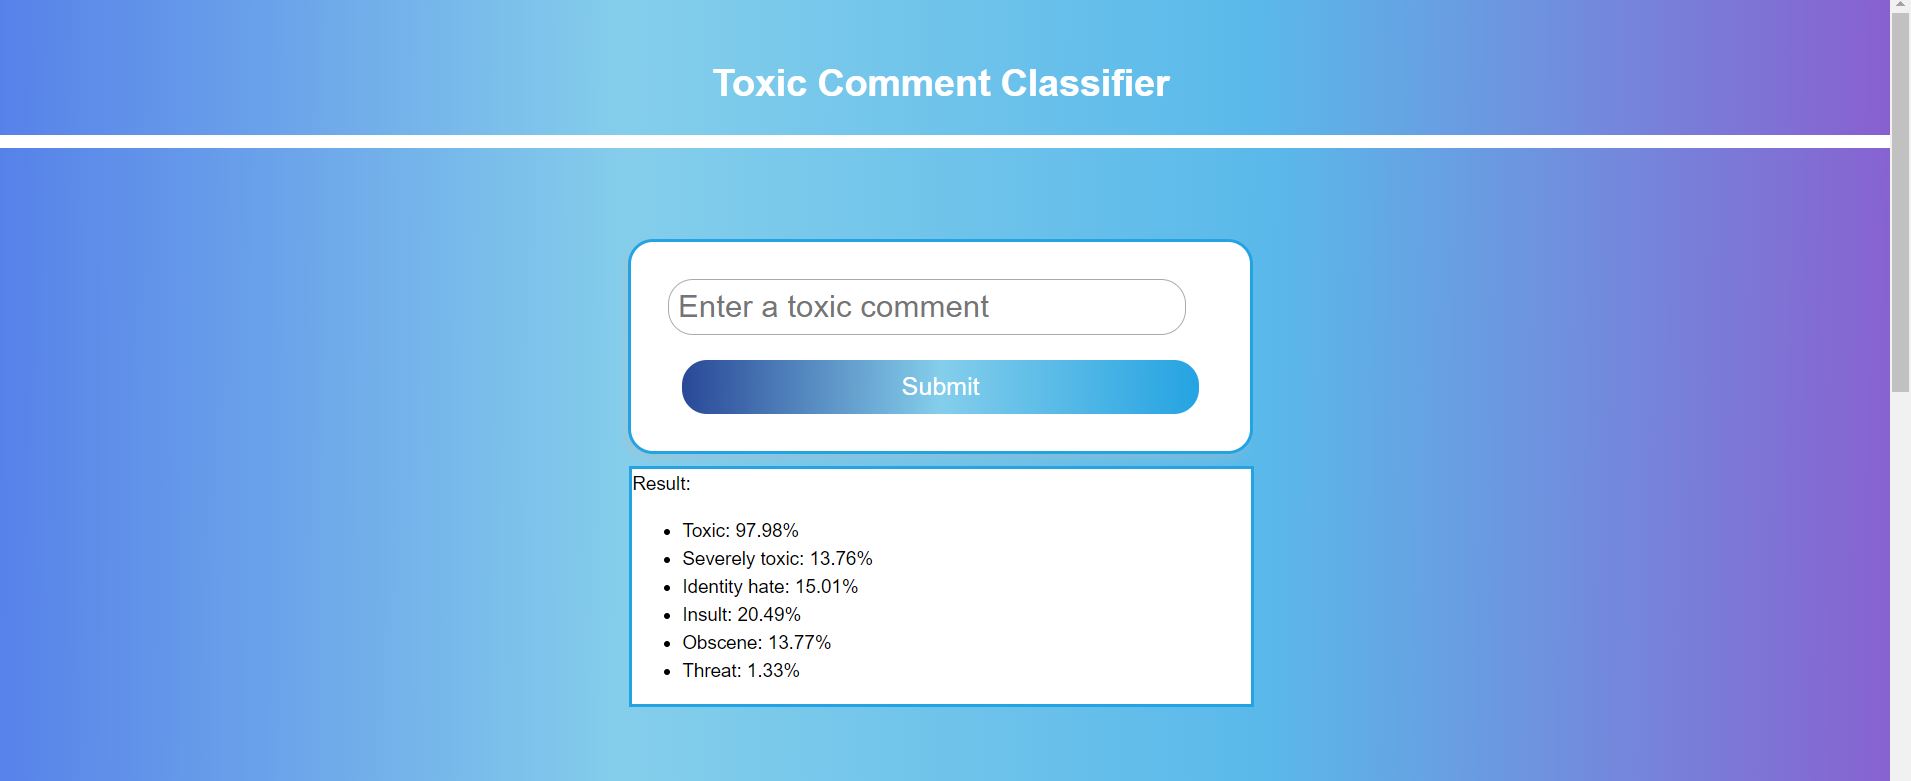 Toxic Comment Classifier
Enter a toxic comment
Submit
Result:
• Toxic: 97.98%
• Severely toxic: 13.76%
• Identity hate: 15.01%
• Insult: 20.49%
• Obscene: 13.77%
• Threat: 1.33%